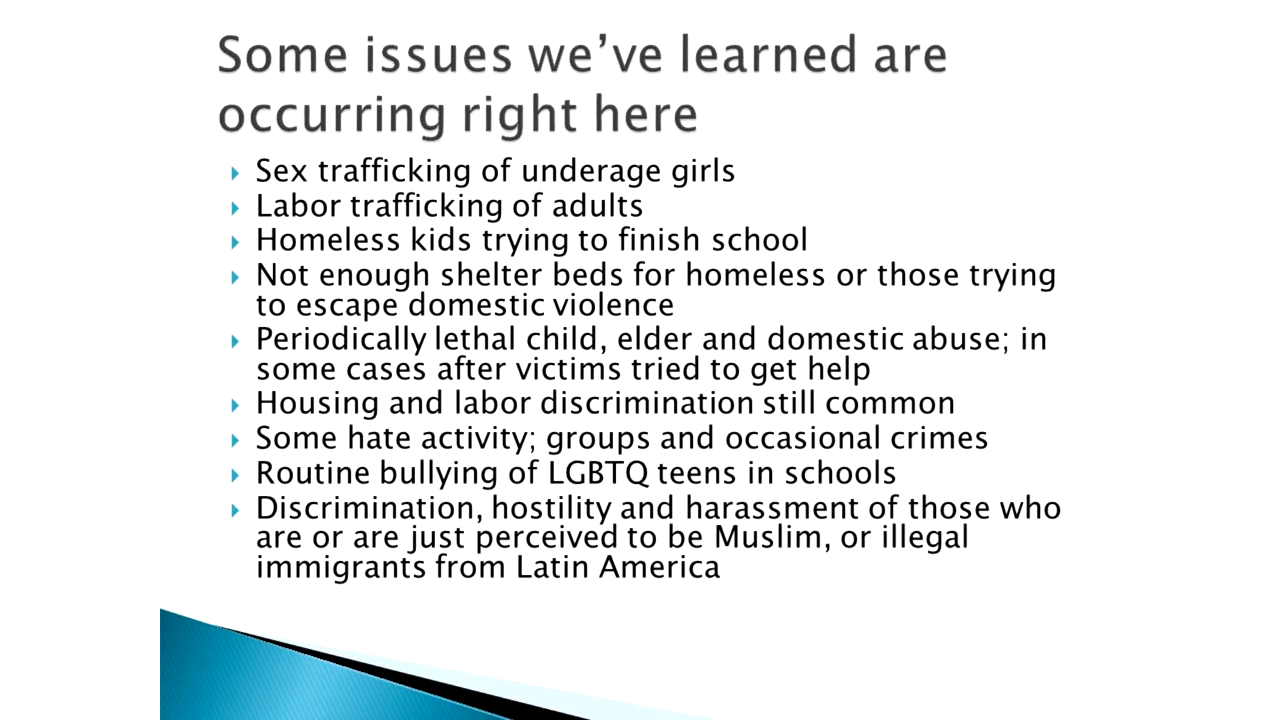 Some issues we’ve learned are
occurring right here
Sex trafficking of underage girls
Labor trafficking of adults
Homeless kids trying to finish school
Not enough shelter beds for homeless or those trying
to escape domestic violence
Periodically lethal child, elder and domestic abuse; in
some cases after victims tried to get help
Housing and labor discrimination still common
Some hate activity; groups and occasional crimes
Routine bullying of LGBTQ teens in schools
Discrimination, hostility and harassment of those who
are or are just perceived to be Muslim, or illegal
immigrants from Latin America